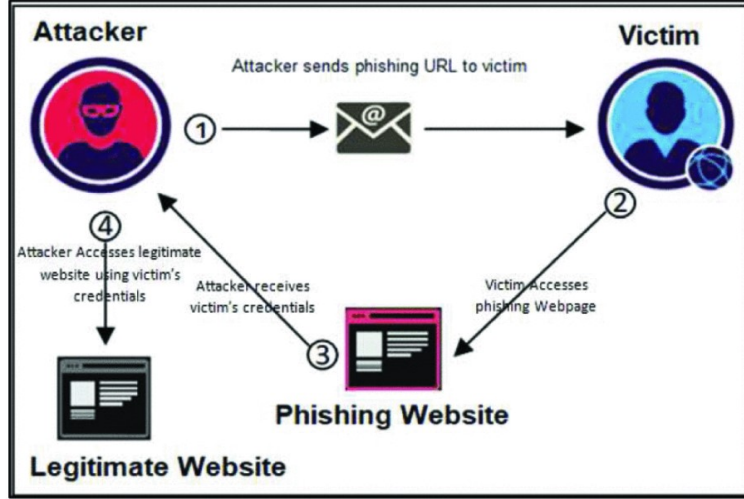 Attacker
Victim
Attacker sends phishing URL to victim
@
1
2
4
Attacker Accesses legitimate
website using victim's
credentials
Attacker receives
victim's credentials
Victim Accesses
phishing Webpage
3
Phishing Website
Legitimate Website